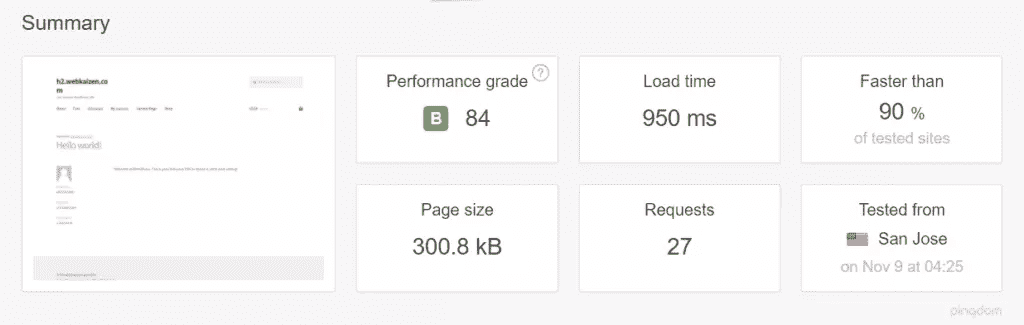 Summary
h2.webkaizen.co
m
Hello world!
Performance grade ?
B 84
Load time
950 ms
Faster than
90 %
of tested sites
Page size
300.8 kB
Requests
27
Tested from
San Jose
on Nov 9 at 04:25
pingdom